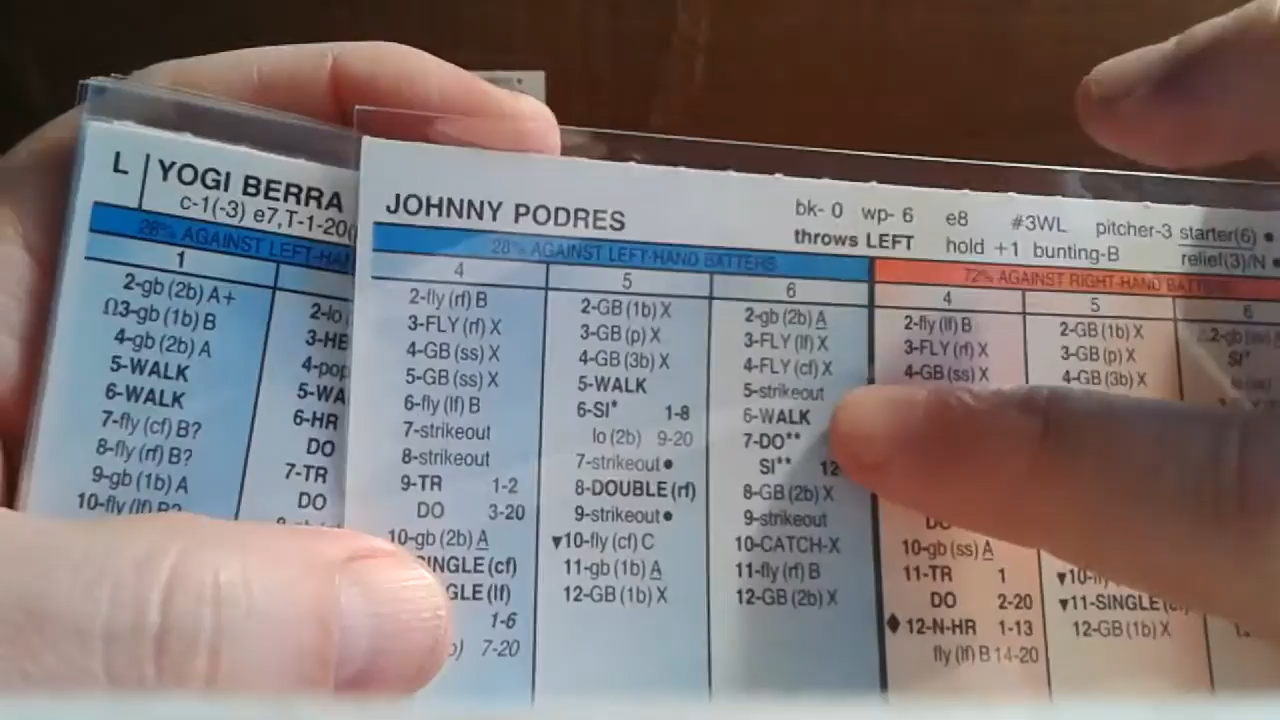 L YOGI BERRA
c-1(-3) e7,T-1-20(
28% AGAINST LEFT-HAN
1
2-gb (2b) A+
Ω3-gb (1b) B
4-gb (2b) A
5-WALK
6-WALK
7-fly (cf) B?
8-fly (rf) B?
9-gb (1b) A
10-fly (lf) B?
2-lo
3-HE
4-pop
5-WA
6-HR
DO
7-TR
DO
JOHNNY PODRES
bk- 0 wp- 6 e8 #3WL pitcher-3 starter(6) ●
throws LEFT hold +1 bunting-B relief(3)/N ●
28% AGAINST LEFT-HAND BATTERS
4
2-fly (rf) B
3-FLY (rf) X
4-GB (ss) X
5-GB (ss) X
6-fly (lf) B
7-strikeout
8-strikeout
9-TR 1-2
DO 3-20
10-gb (2b) A
INGLE (cf)
GLE (lf)
1-6
b) 7-20
5
2-GB (1b) X
3-GB (p) X
4-GB (3b) X
5-WALK
6-SI* 1-8
lo (2b) 9-20
7-strikeout●
8-DOUBLE (rf)
9-strikeout●
▼10-fly (cf) C
11-gb (1b) A
12-GB (1b) X
6
2-gb (2b) A
3-FLY (lf) X
4-FLY (cf) X
5-strikeout
6-WALK
7-DO**
SI** 12
8-GB (2b) X
9-strikeout
10-CATCH-X
11-fly (rf) B
12-GB (2b) X
72% AGAINST RIGHT-HAND BATT
4
2-fly (lf) B
3-FLY (rf) X
4-GB (ss) X
DO
10-gb (ss) A
11-TR 1
DO 2-20
♦12-N-HR 1-13
fly (lf) B 14-20
5
2-GB (1b) X
3-GB (p) X
4-GB (3b) X
▼10-fl
▼11-SINGLE (cf)
12-GB (1b) X
6
SI*